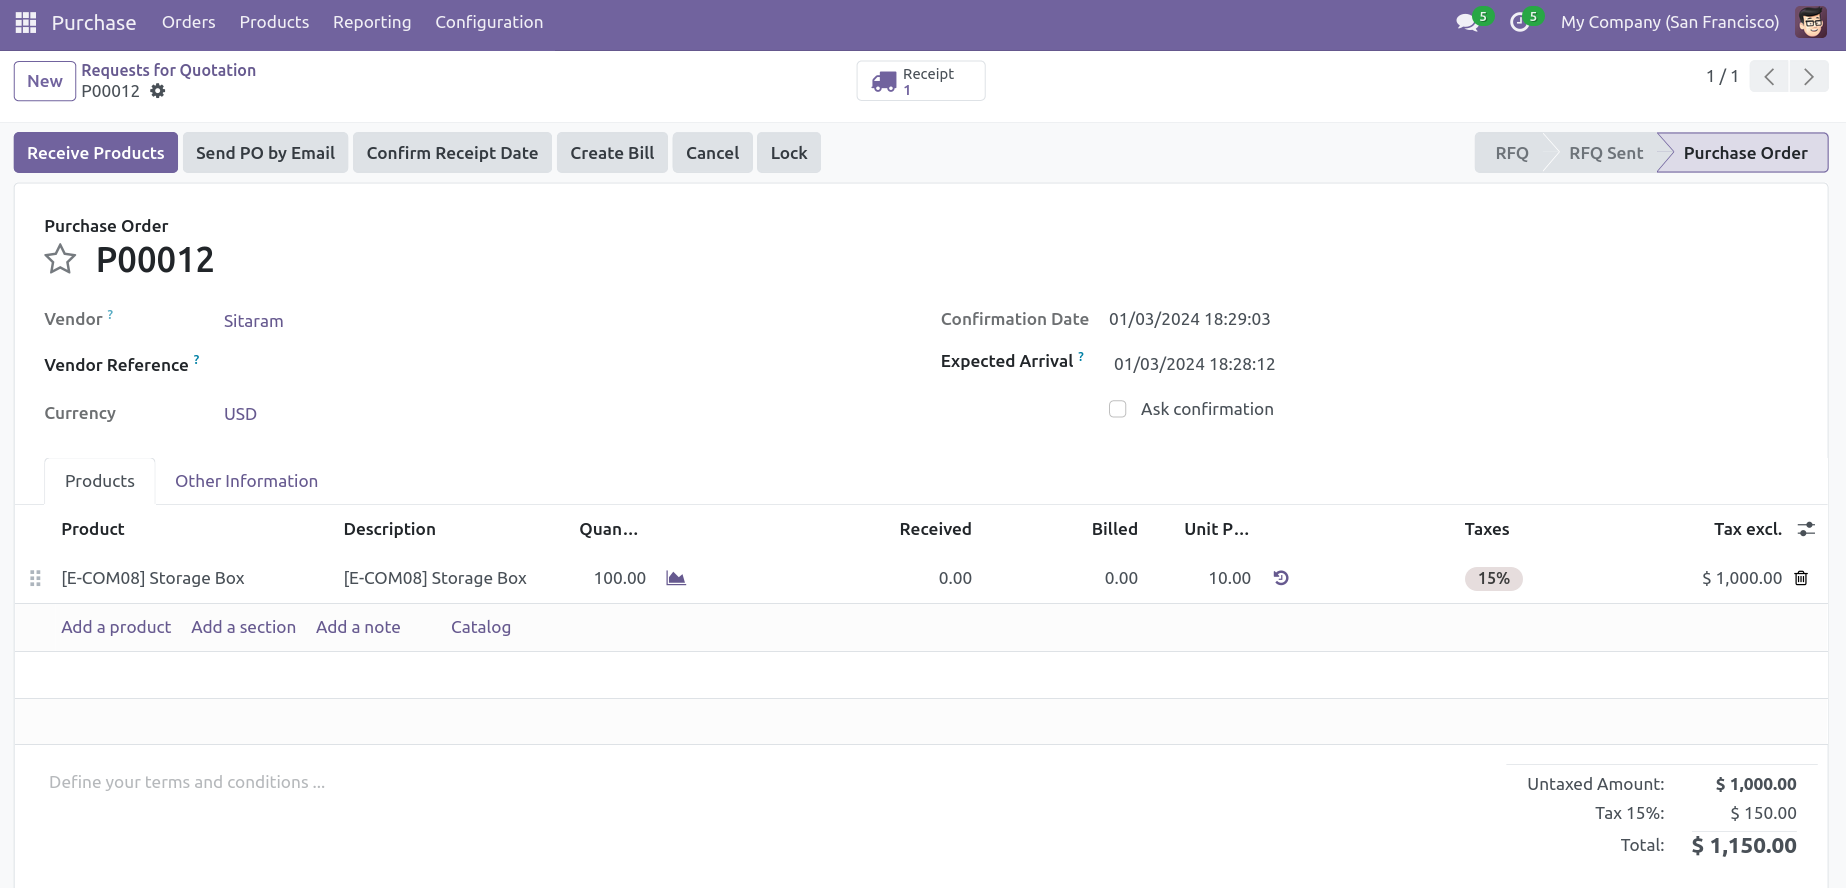 Purchase Orders Products Reporting Configuration 5 5 My Company (San Francisco)
New Requests for Quotation
P00012
Receipt
1
1 / 1
Receive Products Send PO by Email Confirm Receipt Date Create Bill Cancel Lock RFQ RFQ Sent Purchase Order
Purchase Order
P00012
Vendor ? Sitaram Confirmation Date 01/03/2024 18:29:03
Vendor Reference ? Expected Arrival ? 01/03/2024 18:28:12
Currency USD Ask confirmation
Products Other Information
Product Description Quan... Received Billed Unit P... Taxes Tax excl.
[E-COM08] Storage Box [E-COM08] Storage Box 100.00 0.00 0.00 10.00 15% $ 1,000.00
Add a product Add a section Add a note Catalog
Define your terms and conditions ...
Untaxed Amount: $ 1,000.00
Tax 15%: $ 150.00
Total: $ 1,150.00